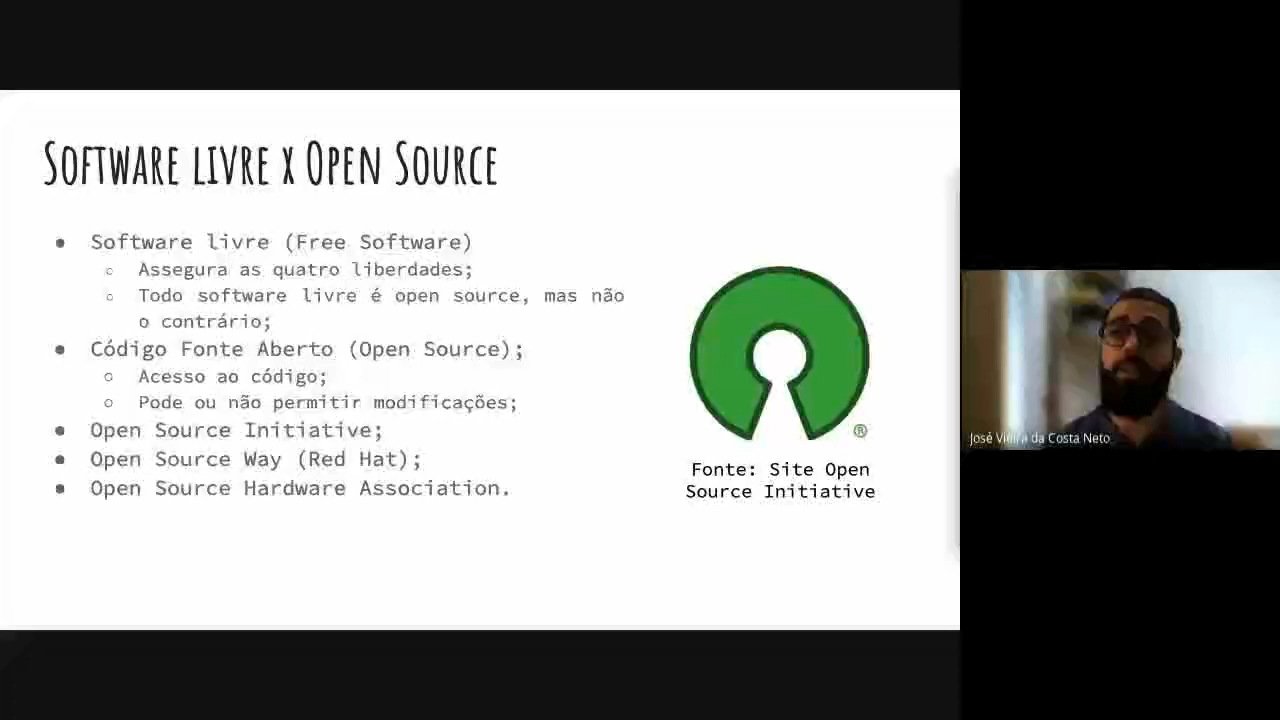 Software livre x Open Source
● Software livre (Free Software)
○ Assegura as quatro liberdades;
○ Todo software livre é open source, mas não
o contrário;
● Código Fonte Aberto (Open Source);
○ Acesso ao código;
○ Pode ou não permitir modificações;
● Open Source Initiative;
● Open Source Way (Red Hat);
● Open Source Hardware Association.
®
Fonte: Site Open
Source Initiative
José Vieira da Costa Neto